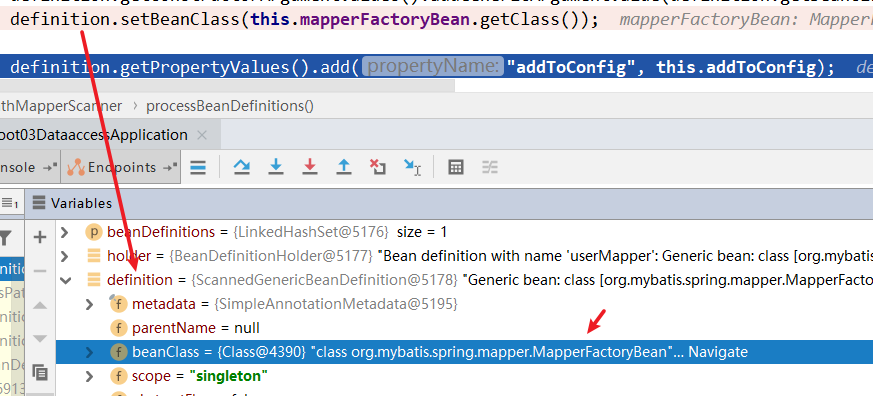 definition.setBeanClass(this.mapperFactoryBean.getClass()); mapperFactoryBean:
definition.getPropertyValues().add( propertyName: "addToConfig", this.addToConfig);
thMapperScanner › processBeanDefinitions()
oot03DataaccessApplication ×
nsole Endpoints
Variables
beanDefinitions = {LinkedHashSet@5176} size = 1
holder = {BeanDefinitionHolder@5177} "Bean definition with name 'userMapper': Generic bean: class [org.mybatis
definition = {ScannedGenericBeanDefinition@5178} "Generic bean: class [org.mybatis.spring.mapper.MapperFacto
metadata = {SimpleAnnotationMetadata@5195}
parentName = null
beanClass = {Class@4390} "class org.mybatis.spring.mapper.MapperFactoryBean"... Navigate
scope = "singleton"